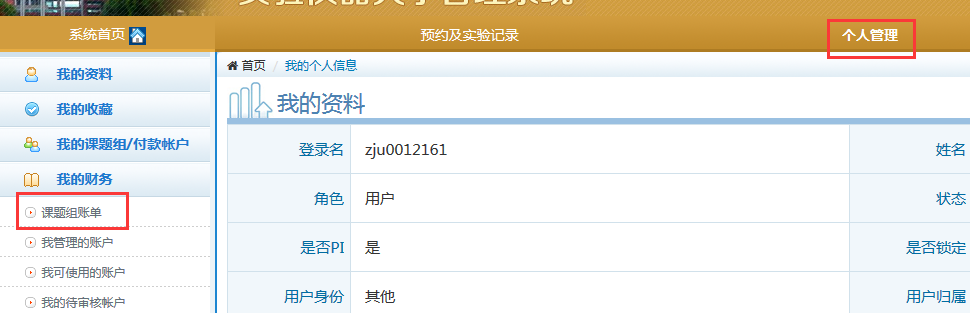 系统首页 预约及实验记录 个人管理
我的资料
我的收藏
我的课题组/付款帐户
我的财务
课题组账单
我管理的账户
我可使用的账户
我的待审核帐户
首页 / 我的个人信息
我的资料
登录名 zju0012161 姓名
角色 用户 状态
是否PI 是 是否锁定
用户身份 其他 用户归属